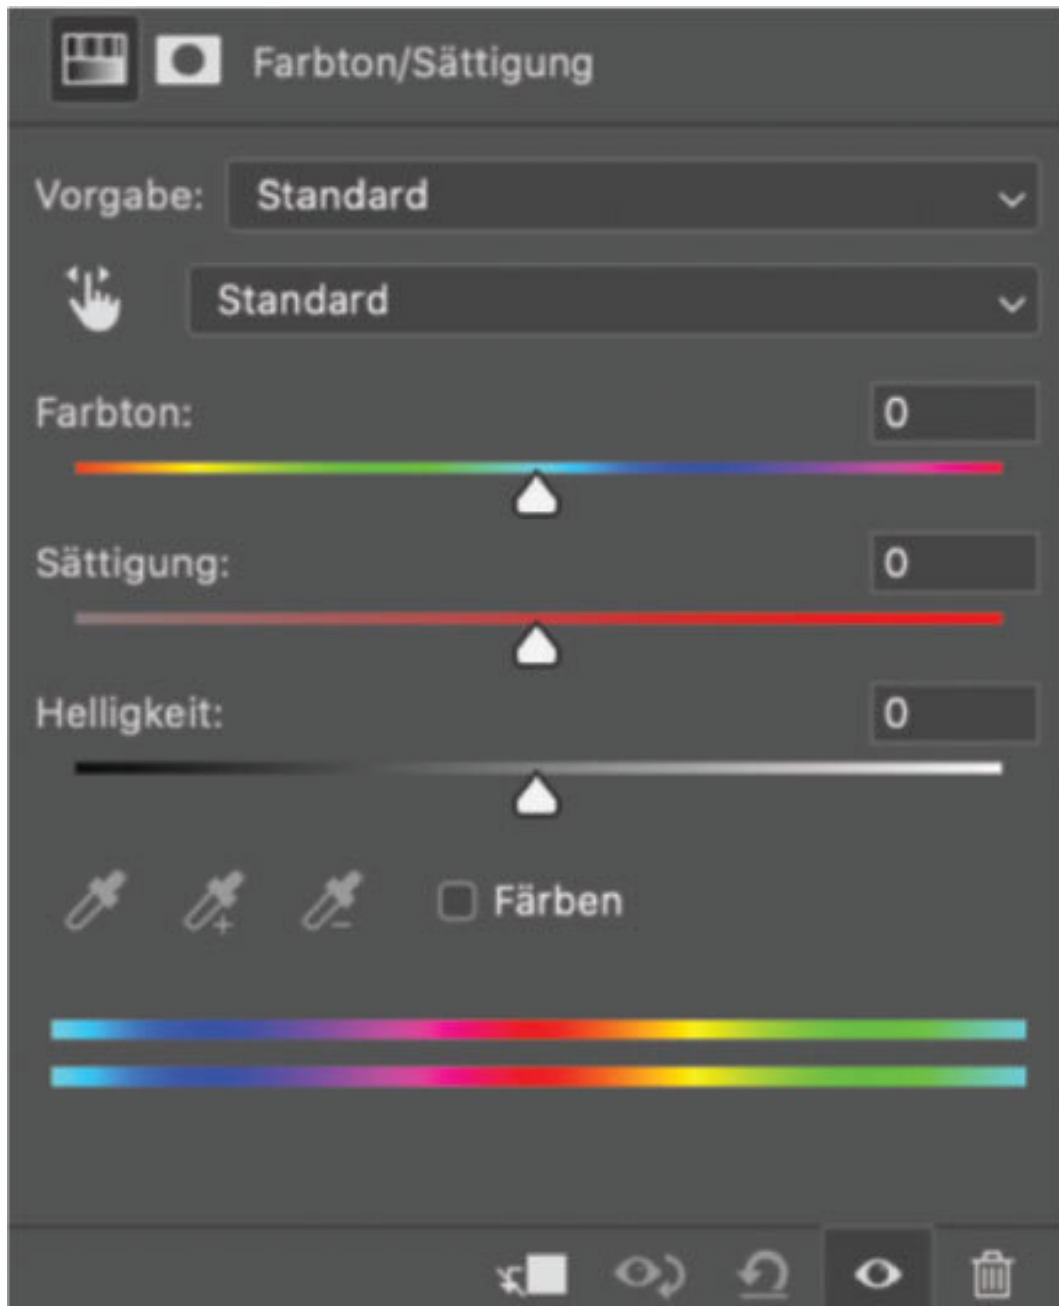 Farbton/Sättigung
Vorgabe: Standard
Standard
Farbton: 0
Sättigung: 0
Helligkeit: 0
Färben